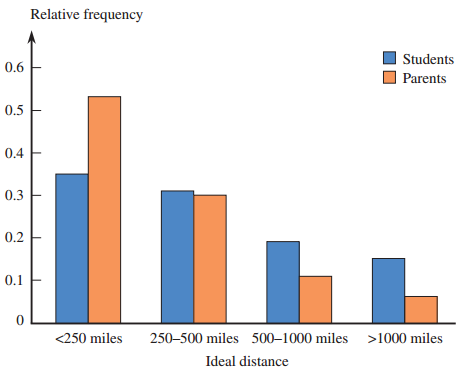 Relative frequency
Students
Parents
0.6
0.5
0.4
0.3
0.2
0.1
0
<250 miles 250–500 miles 500–1000 miles >1000 miles
Ideal distance